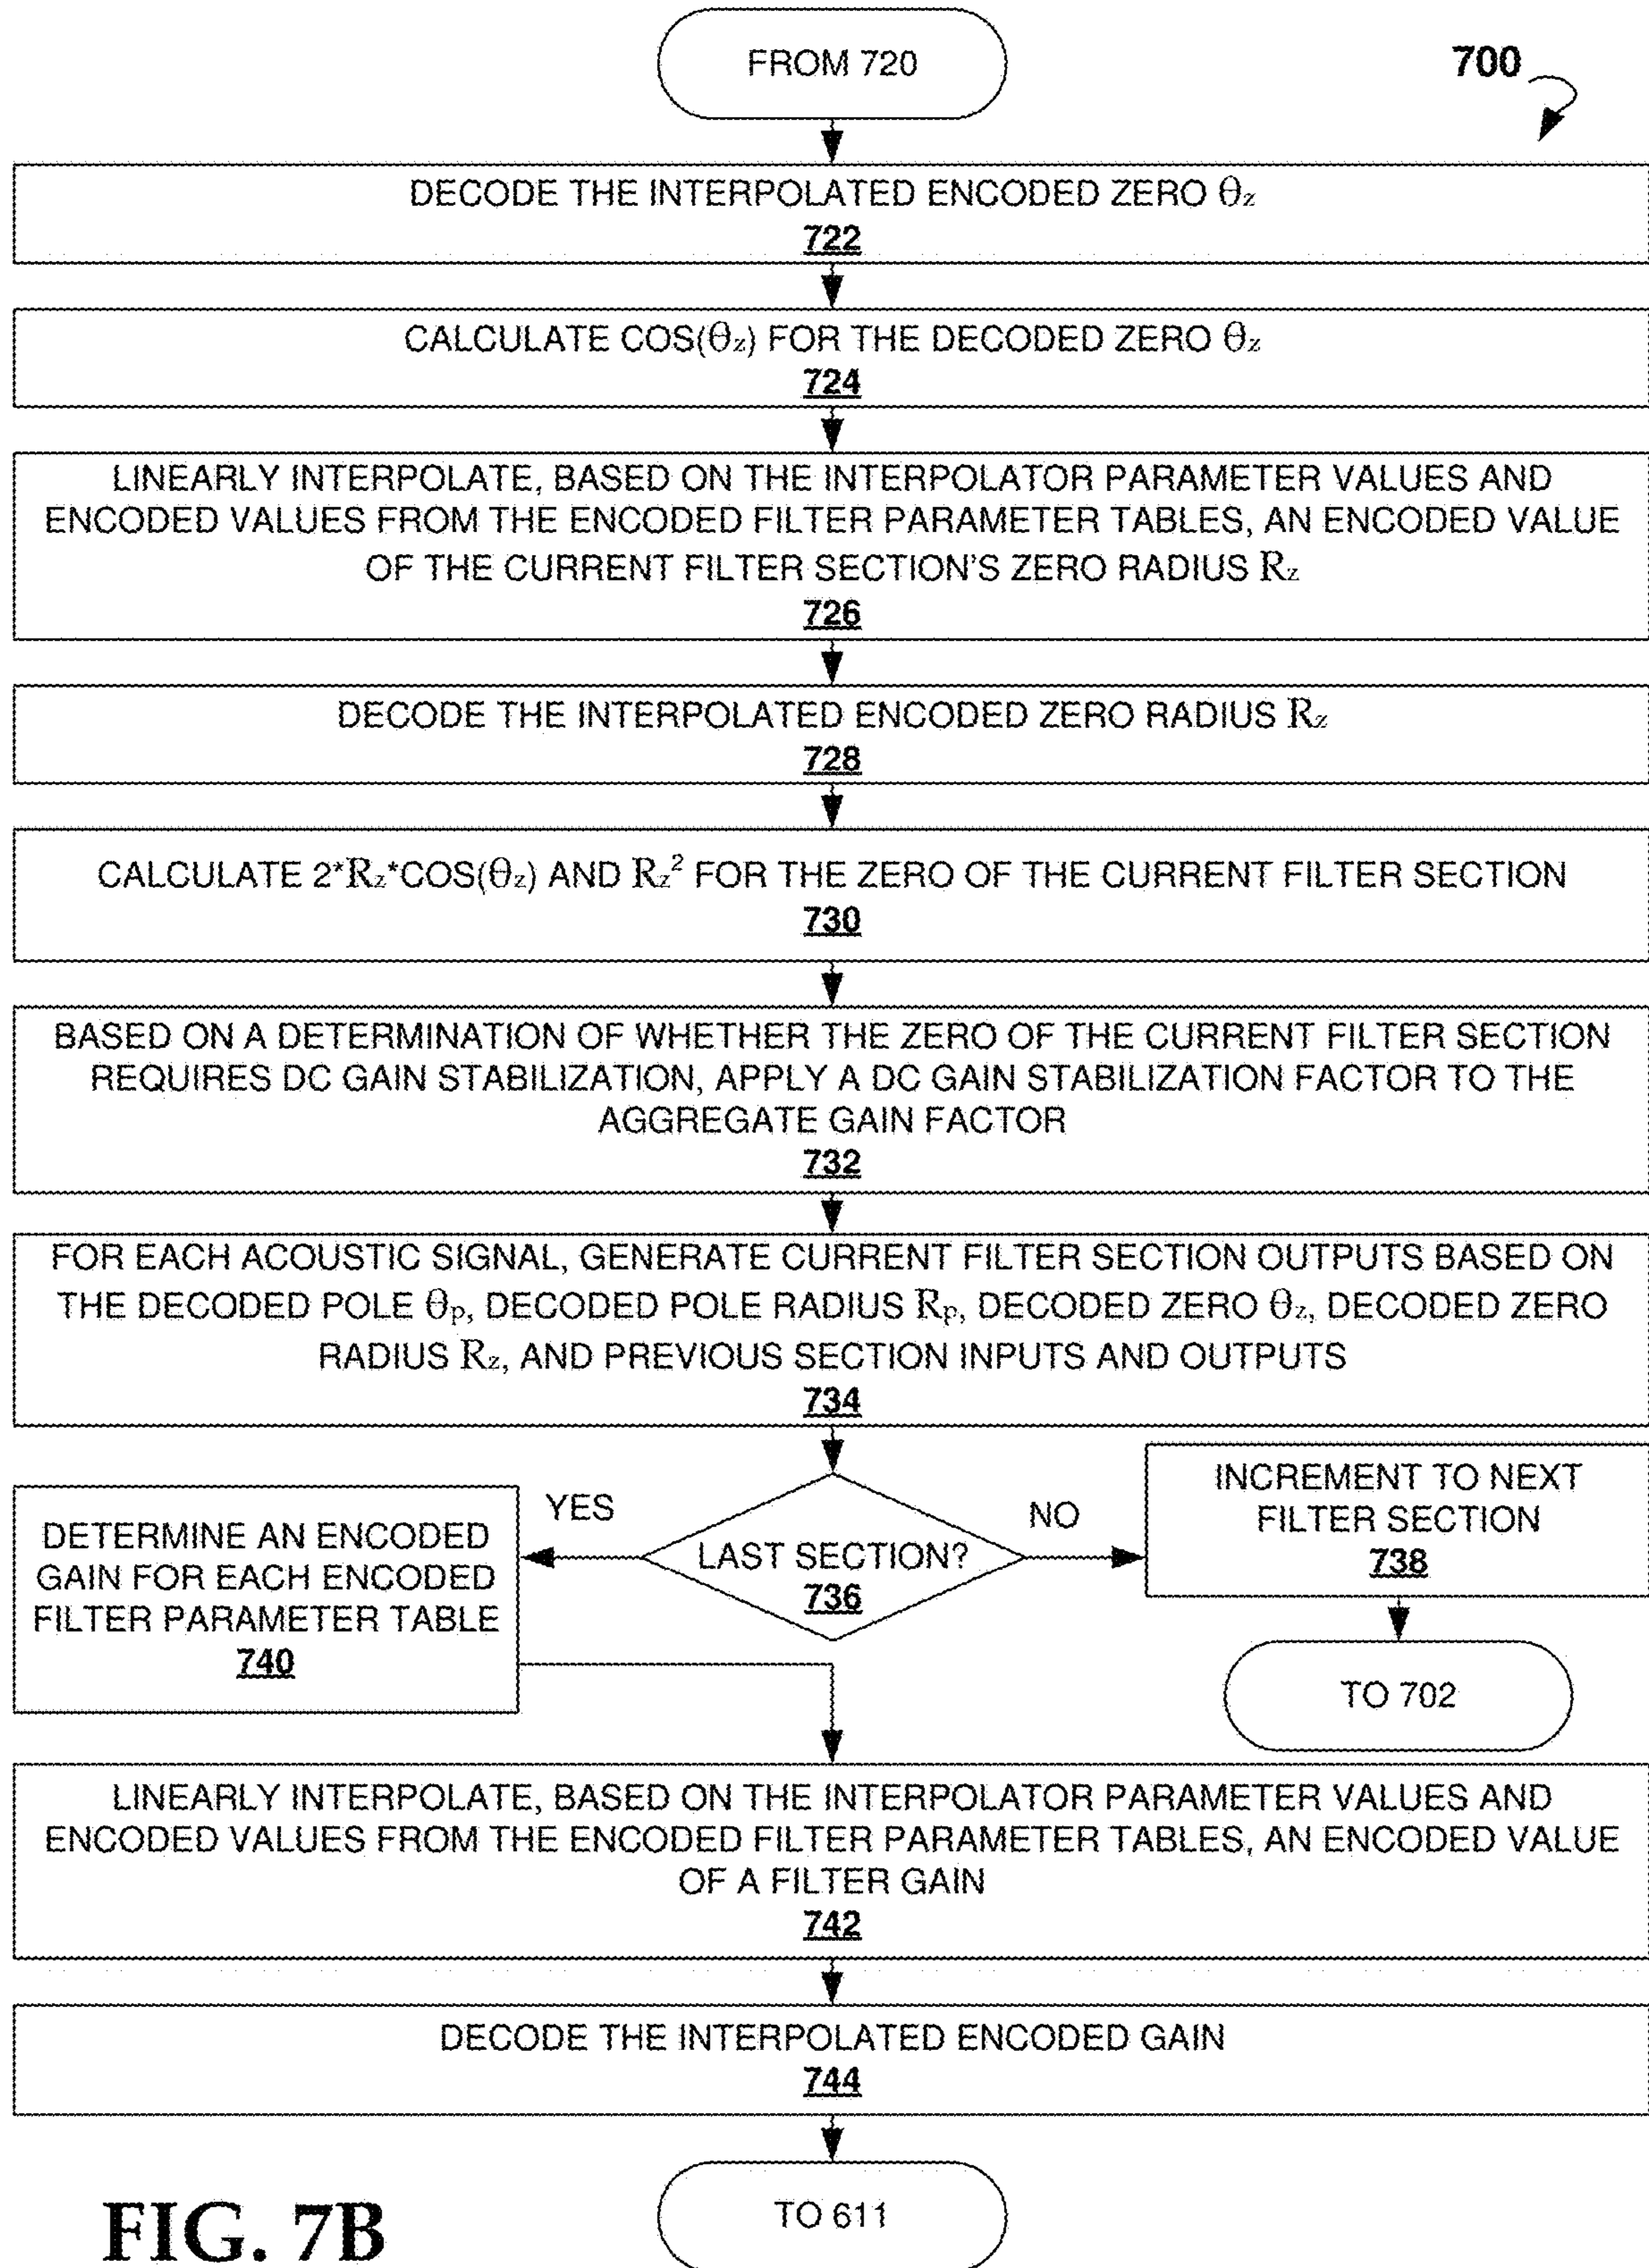 FROM 720
700
DECODE THE INTERPOLATED ENCODED ZERO θz
722
CALCULATE COS(θz) FOR THE DECODED ZERO θz
724
LINEARLY INTERPOLATE, BASED ON THE INTERPOLATOR PARAMETER VALUES AND
ENCODED VALUES FROM THE ENCODED FILTER PARAMETER TABLES, AN ENCODED VALUE
OF THE CURRENT FILTER SECTION'S ZERO RADIUS Rz
726
DECODE THE INTERPOLATED ENCODED ZERO RADIUS Rz
728
CALCULATE 2*Rz*COS(θz) AND Rz² FOR THE ZERO OF THE CURRENT FILTER SECTION
730
BASED ON A DETERMINATION OF WHETHER THE ZERO OF THE CURRENT FILTER SECTION
REQUIRES DC GAIN STABILIZATION, APPLY A DC GAIN STABILIZATION FACTOR TO THE
AGGREGATE GAIN FACTOR
732
FOR EACH ACOUSTIC SIGNAL, GENERATE CURRENT FILTER SECTION OUTPUTS BASED ON
THE DECODED POLE θp, DECODED POLE RADIUS Rp, DECODED ZERO θz, DECODED ZERO
RADIUS Rz, AND PREVIOUS SECTION INPUTS AND OUTPUTS
734
LAST SECTION?
736
YES
NO
DETERMINE AN ENCODED
GAIN FOR EACH ENCODED
FILTER PARAMETER TABLE
740
INCREMENT TO NEXT
FILTER SECTION
738
TO 702
LINEARLY INTERPOLATE, BASED ON THE INTERPOLATOR PARAMETER VALUES AND
ENCODED VALUES FROM THE ENCODED FILTER PARAMETER TABLES, AN ENCODED VALUE
OF A FILTER GAIN
742
DECODE THE INTERPOLATED ENCODED GAIN
744
TO 611
FIG. 7B